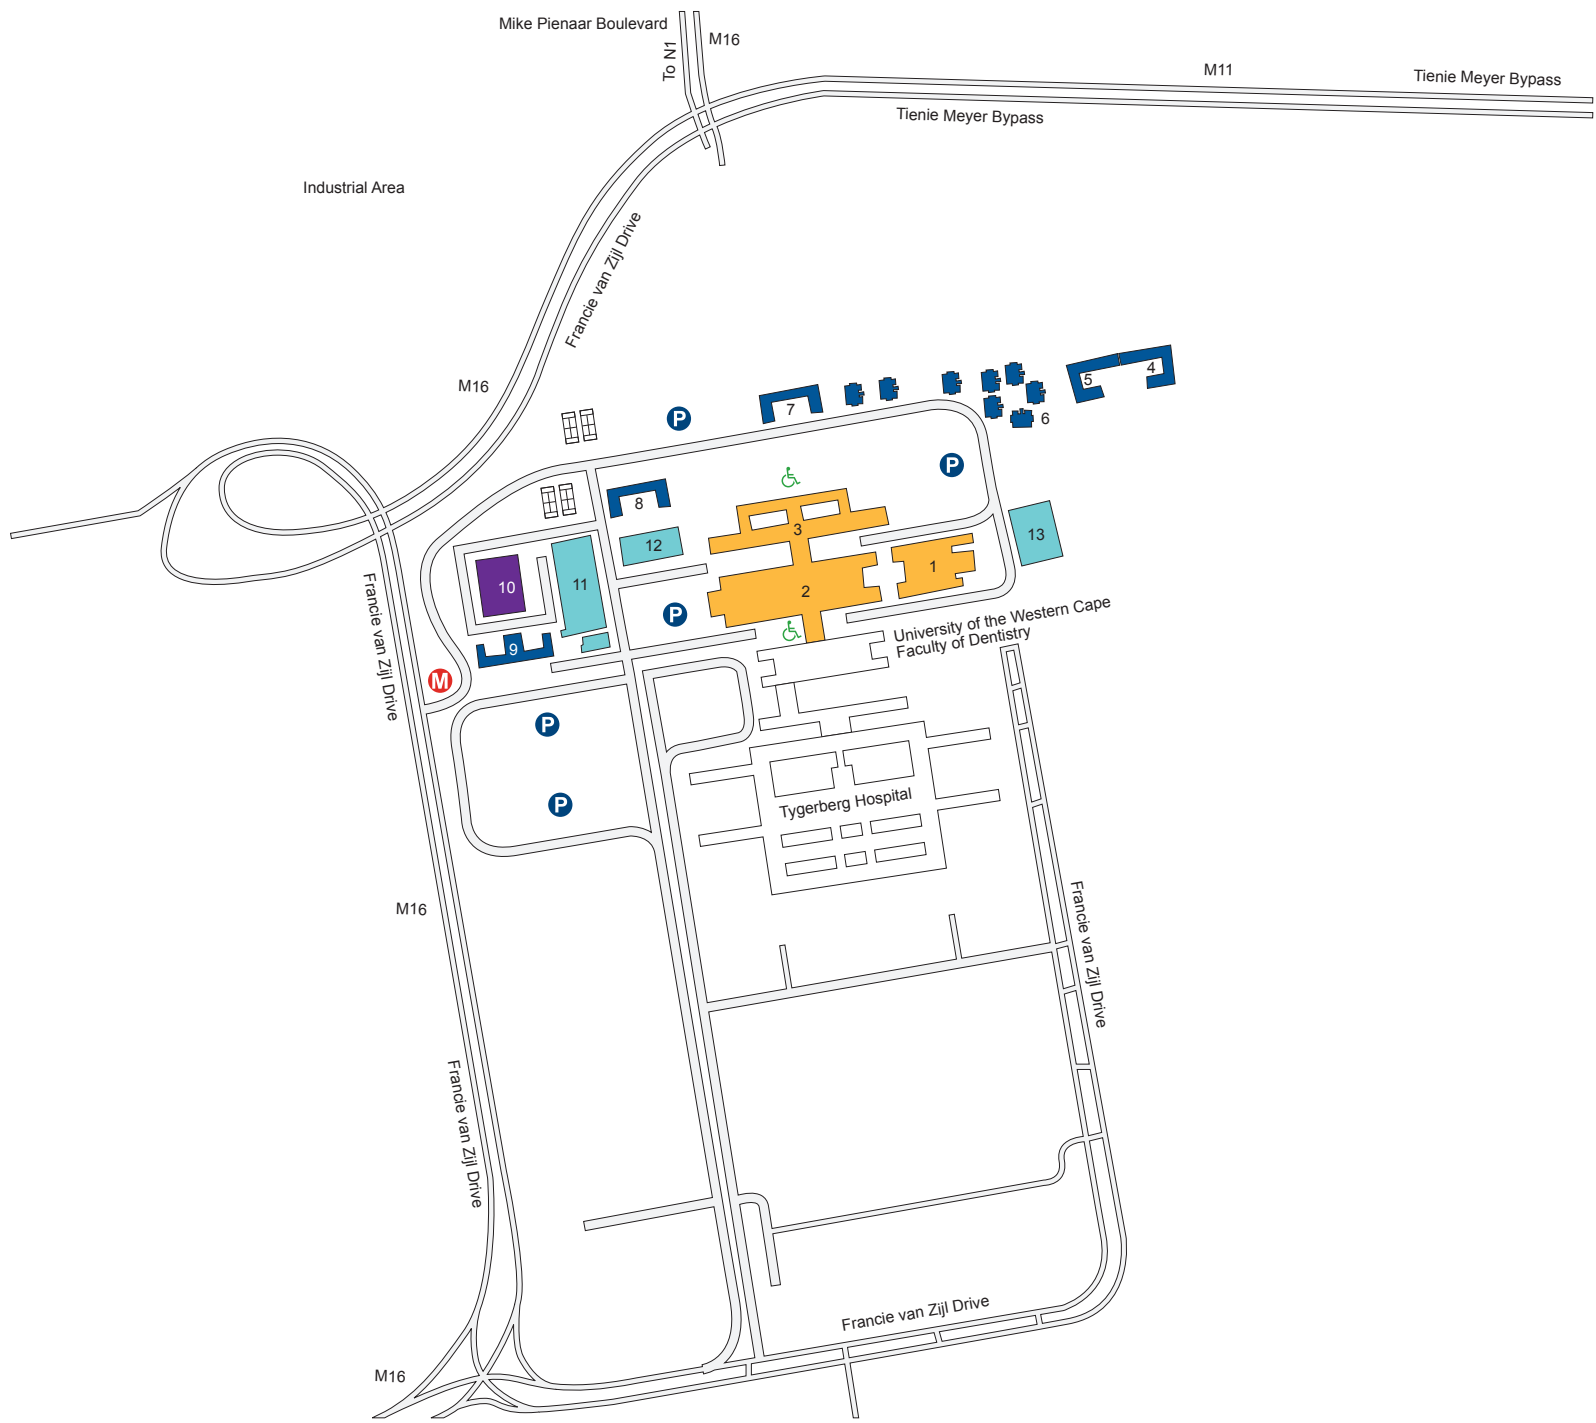 Mike Pienaar Boulevard
M16
To N1
M11
Tienie Meyer Bypass
Tienie Meyer Bypass
Industrial Area
Francie van Zijl Drive
M16
4
5
6
7
P
P
8
3
12
13
10
11
1
2
P
9
University of the Western Cape
Faculty of Dentistry
Francie van Zijl Drive
M
P
P
Tygerberg Hospital
M16
Francie van Zijl Drive
Francie van Zijl Drive
Francie van Zijl Drive
M16